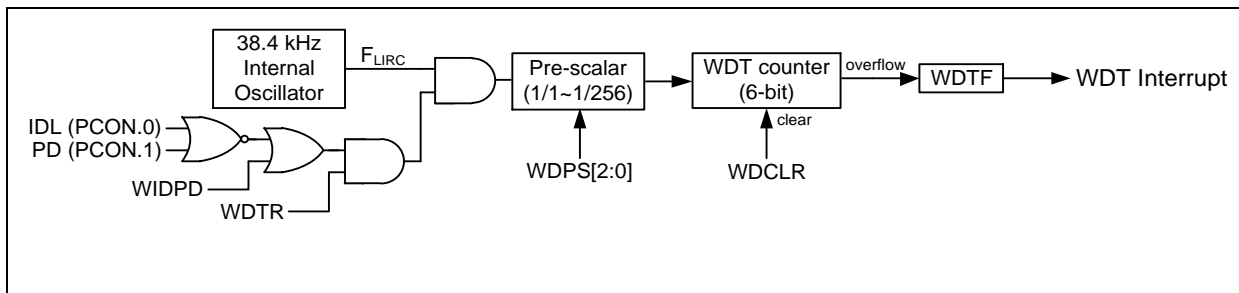 38.4 kHz
Internal
Oscillator
FLIRC
Pre-scalar
(1/1~1/256)
WDT counter
(6-bit)
overflow
WDTF
WDT Interrupt
clear
IDL (PCON.0)
PD (PCON.1)
WIDPD
WDTR
WDPS[2:0]
WDCLR